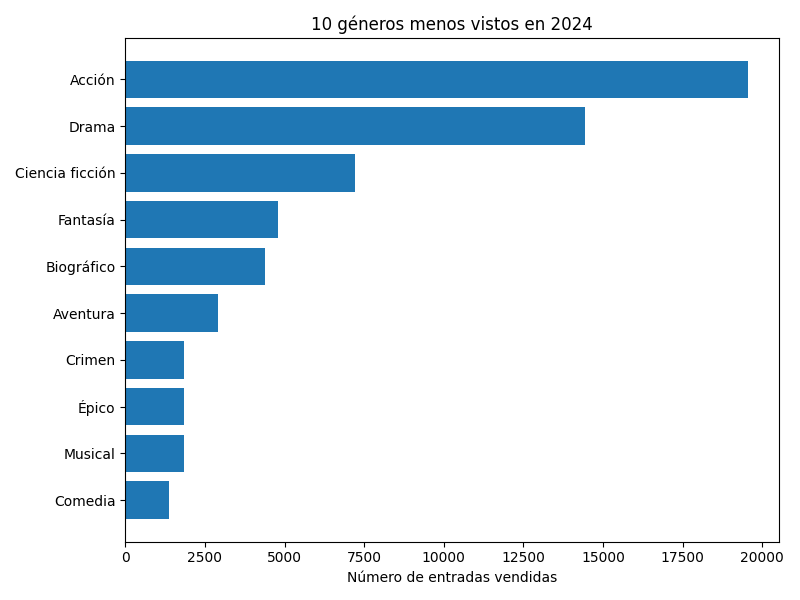 10 géneros menos vistos en 2024
Acción
Drama
Ciencia ficción
Fantasía
Biográfico
Aventura
Crimen
Épico
Musical
Comedia
0 2500 5000 7500 10000 12500 15000 17500 20000
Número de entradas vendidas